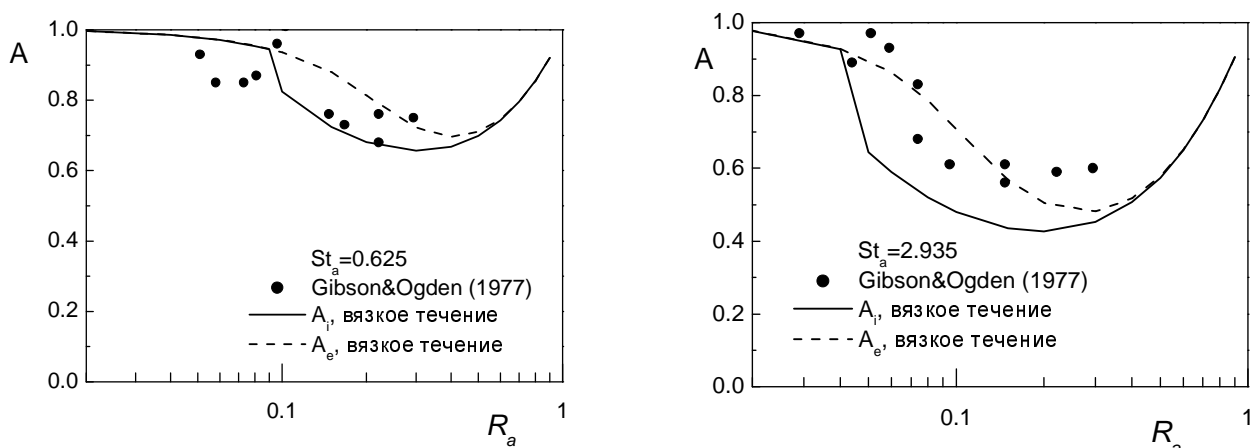 1.0
A
0.8
0.6
0.4
0.2
0.0
St_a=0.625
Gibson&Ogden (1977)
A_i, вязкое течение
A_e, вязкое течение
0.1
1
R_a
1.0
A
0.8
0.6
0.4
0.2
0.0
St_a=2.935
Gibson&Ogden (1977)
A_i, вязкое течение
A_e, вязкое течение
0.1
1
R_a